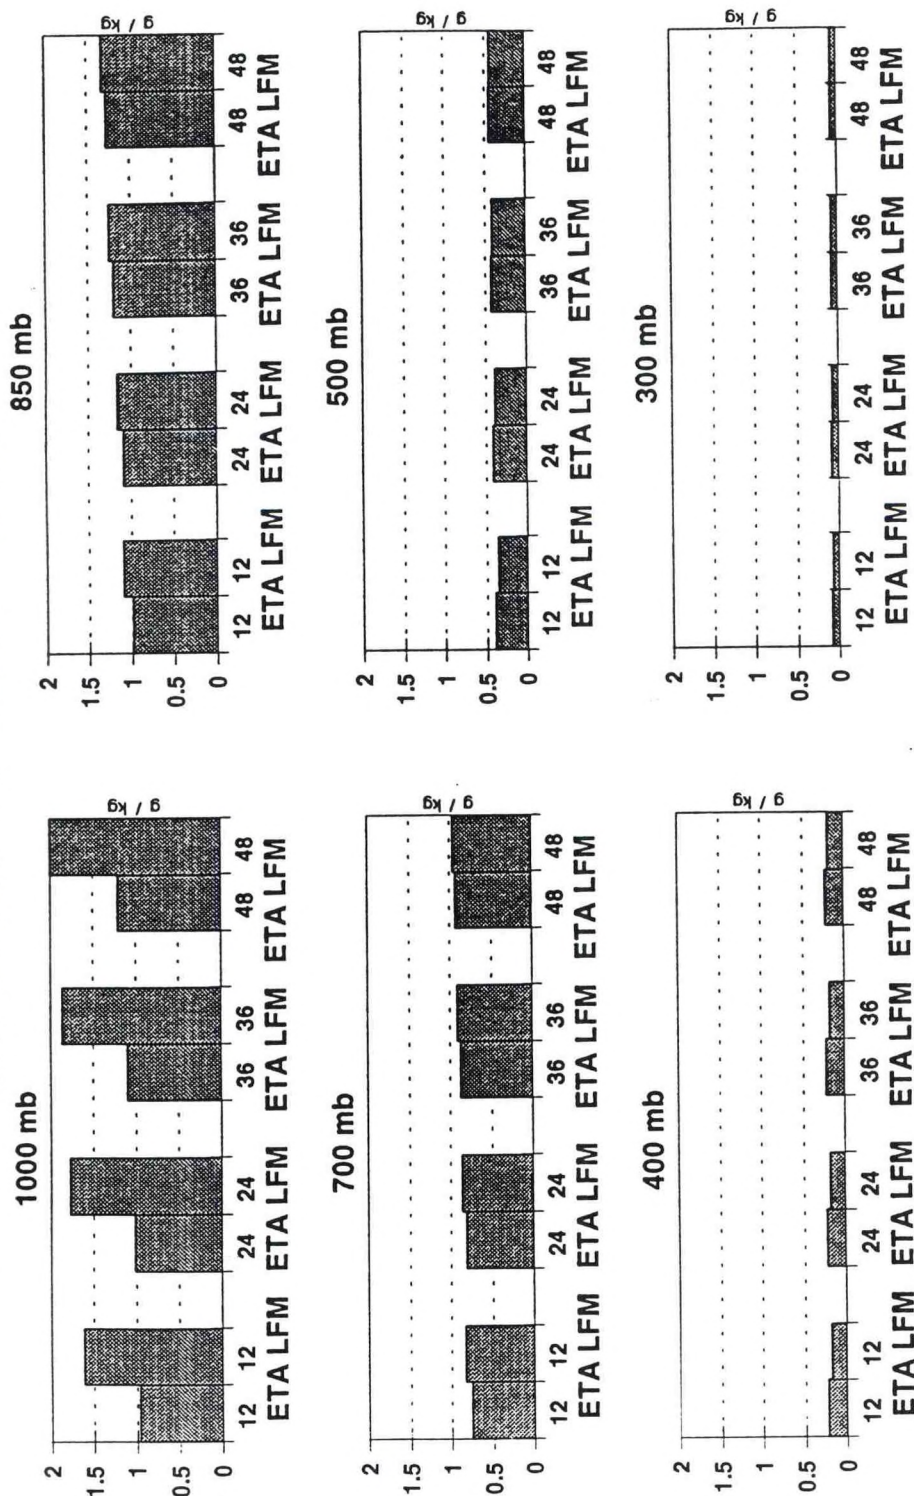 1000 mb
g / kg
2
1.5
1
0.5
0
12 12 24 24 36 36 48 48
ETA LFM ETA LFM ETA LFM ETA LFM
850 mb
g / kg
2
1.5
1
0.5
0
12 12 24 24 36 36 48 48
ETA LFM ETA LFM ETA LFM ETA LFM
700 mb
g / kg
2
1.5
1
0.5
0
12 12 24 24 36 36 48 48
ETA LFM ETA LFM ETA LFM ETA LFM
500 mb
g / kg
2
1.5
1
0.5
0
12 12 24 24 36 36 48 48
ETA LFM ETA LFM ETA LFM ETA LFM
400 mb
g / kg
2
1.5
1
0.5
0
12 12 24 24 36 36 48 48
ETA LFM ETA LFM ETA LFM ETA LFM
300 mb
g / kg
2
1.5
1
0.5
0
12 12 24 24 36 36 48 48
ETA LFM ETA LFM ETA LFM ETA LFM